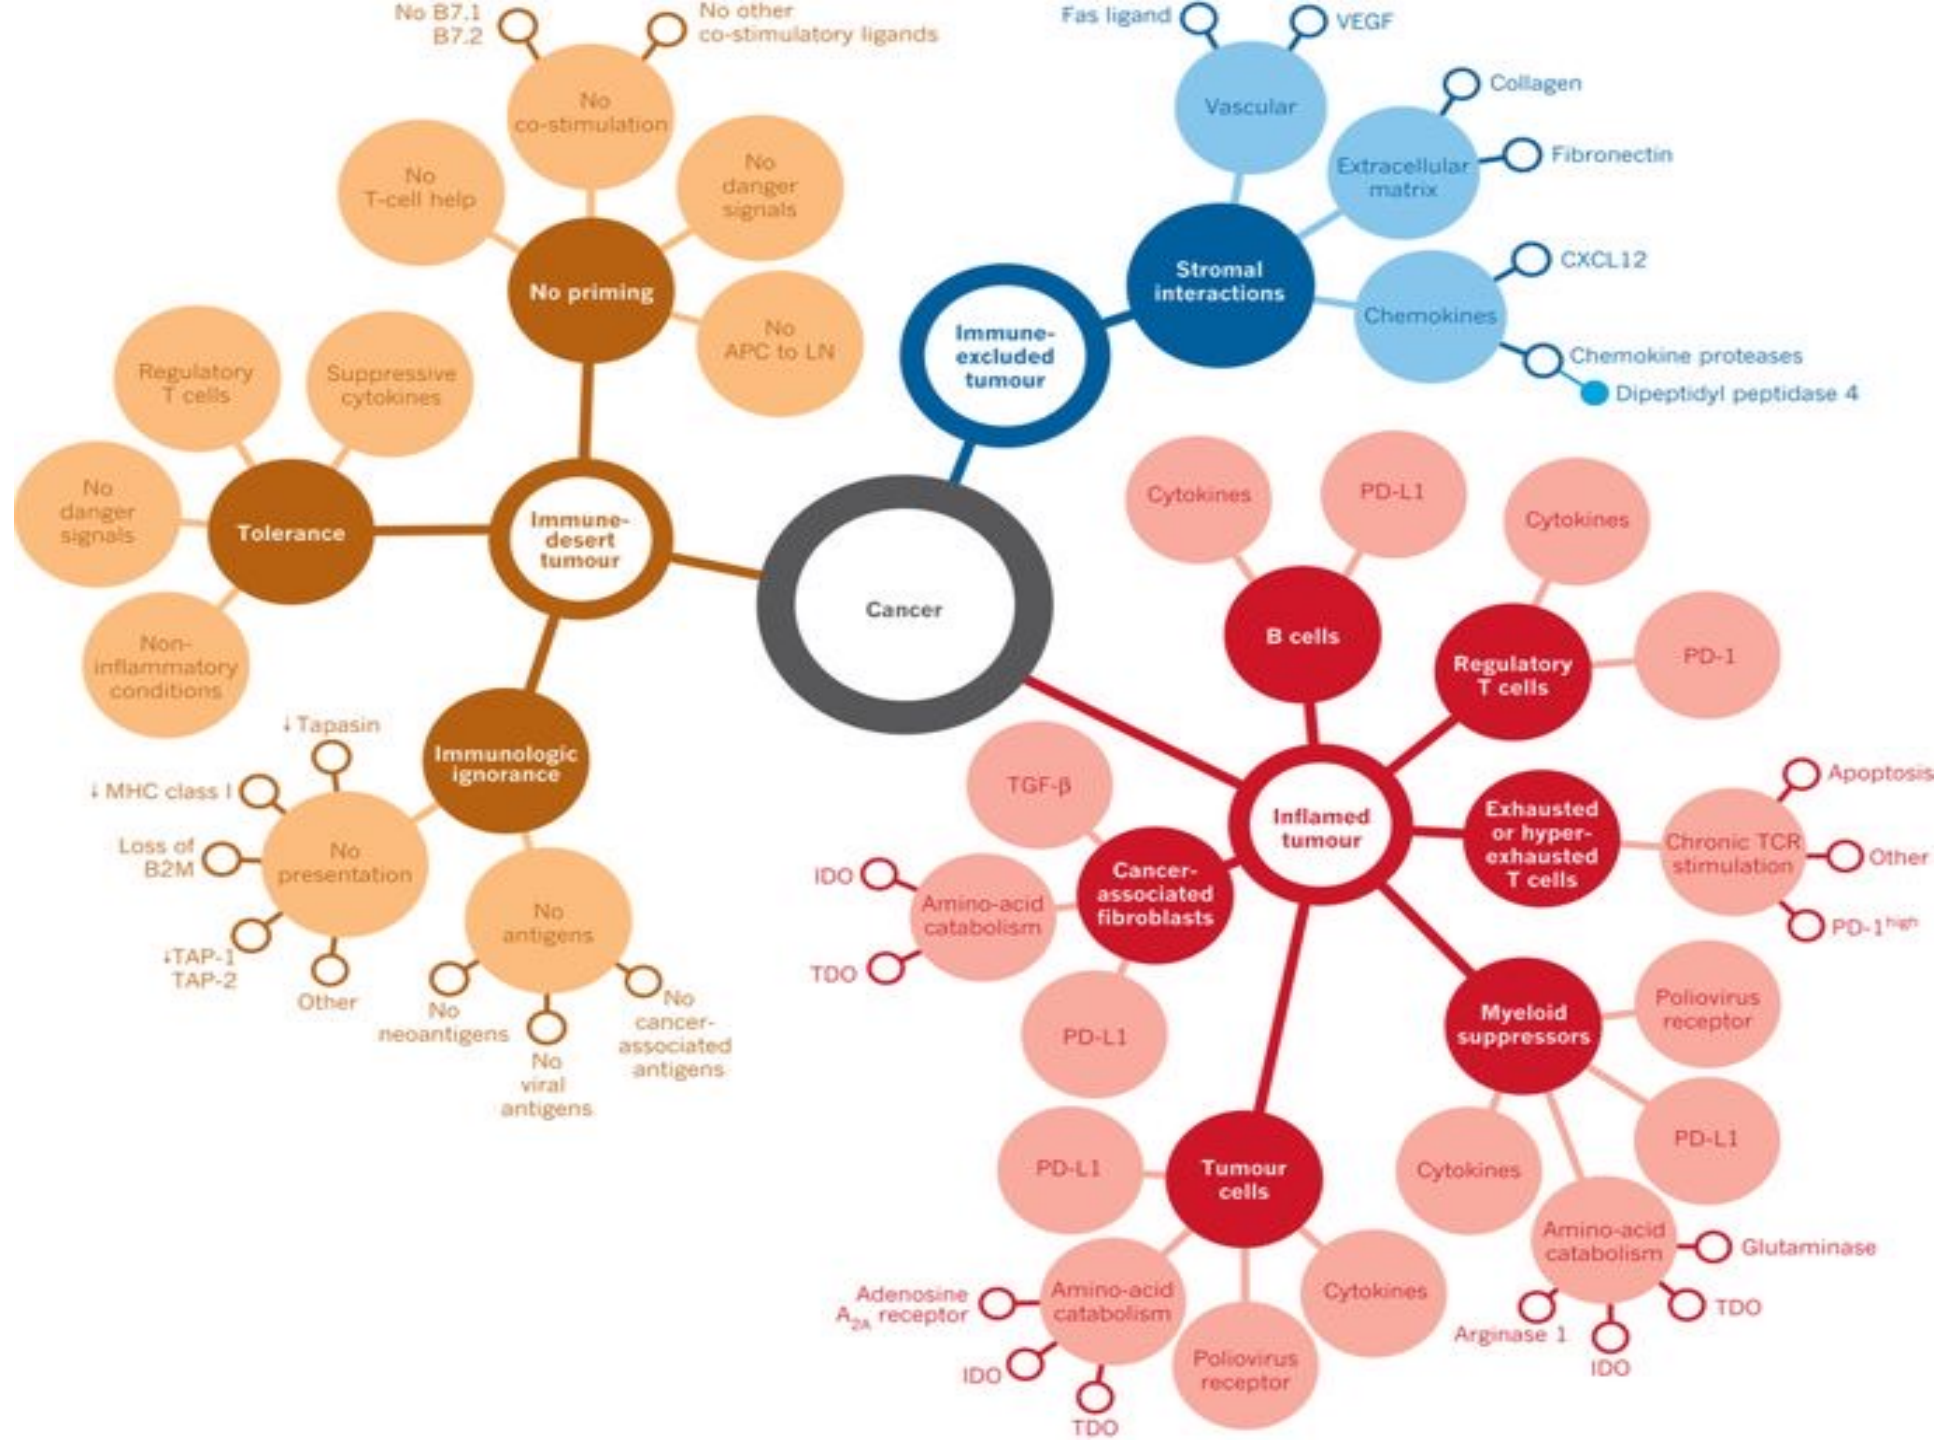 No B7.1
B7.2
No other
co-stimulatory ligands
No
co-stimulation
No
T-cell help
No
danger
signals
No priming
No
APC to LN
Regulatory
T cells
Suppressive
cytokines
No
danger
signals
Tolerance
Non-
inflammatory
conditions
Immune-
desert
tumour
Immunologic
ignorance
↓ Tapasin
↓ MHC class I
Loss of
B2M
↓TAP-1
TAP-2
Other
No
presentation
No
antigens
No
neoantigens
No
viral
antigens
No
cancer-
associated
antigens
Cancer
Immune-
excluded
tumour
Stromal
interactions
Fas ligand
VEGF
Vascular
Extracellular
matrix
Collagen
Fibronectin
Chemokines
CXCL12
Chemokine proteases
Dipeptidyl peptidase 4
Inflamed
tumour
Cytokines
PD-L1
B cells
Cytokines
Regulatory
T cells
PD-1
Exhausted
or hyper-
exhausted
T cells
Chronic TCR
stimulation
Apoptosis
Other
PD-1high
Myeloid
suppressors
Poliovirus
receptor
PD-L1
Cytokines
Amino-acid
catabolism
Glutaminase
TDO
IDO
Arginase 1
Tumour
cells
PD-L1
Amino-acid
catabolism
Adenosine
A2A receptor
IDO
TDO
Poliovirus
receptor
Cytokines
Cancer-
associated
fibroblasts
TGF-β
Amino-acid
catabolism
IDO
TDO
PD-L1